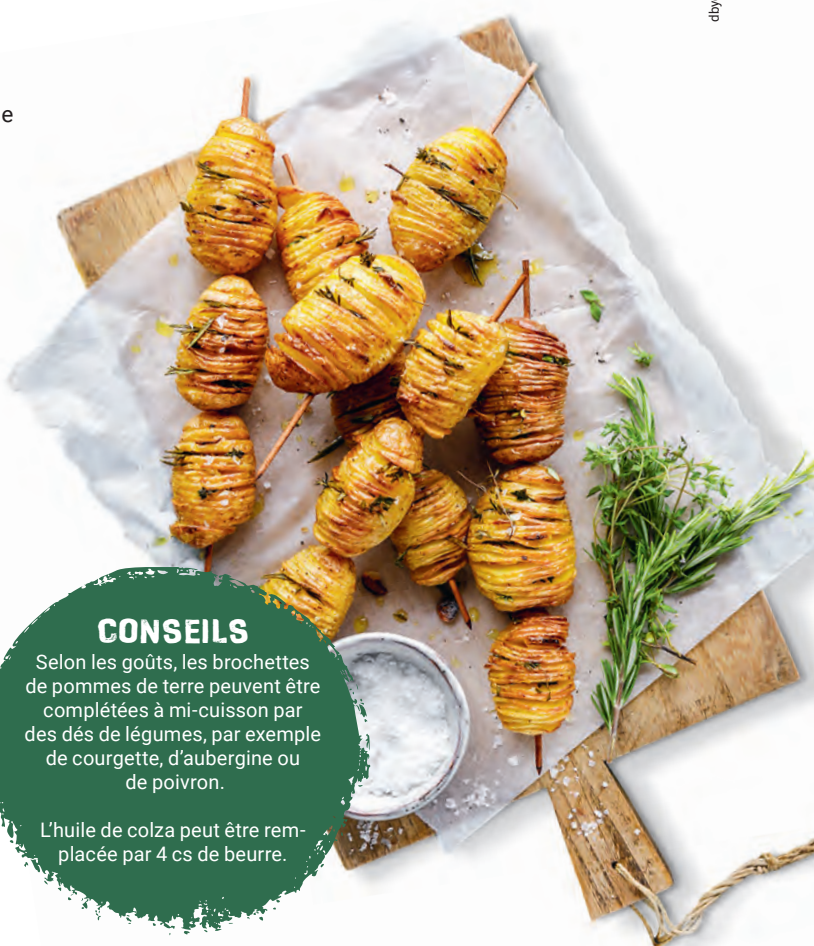 dby
e
CONSEILS
Selon les goûts, les brochettes
de pommes de terre peuvent être
complétées à mi-cuisson par
des dés de légumes, par exemple
de courgette, d’aubergine ou
de poivron.
L’huile de colza peut être rem-
placée par 4 cs de beurre.